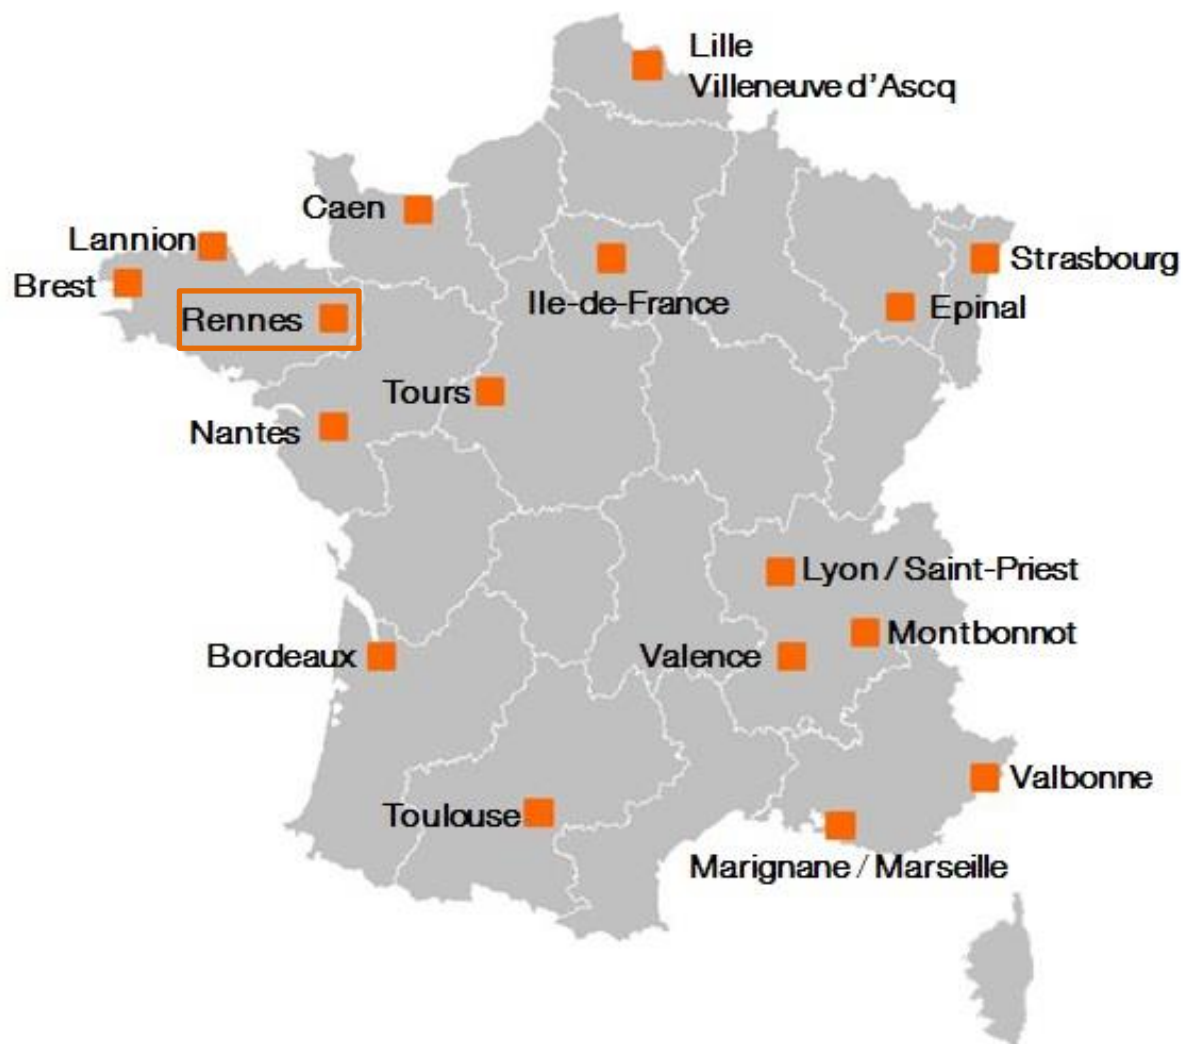 Lille
Villeneuve d'Ascq
Caen
Lannion
Strasbourg
Brest
Ile-de-France
Epinal
Rennes
Tours
Nantes
Lyon / Saint-Priest
Montbonnot
Bordeaux
Valence
Valbonne
Toulouse
Marignane / Marseille